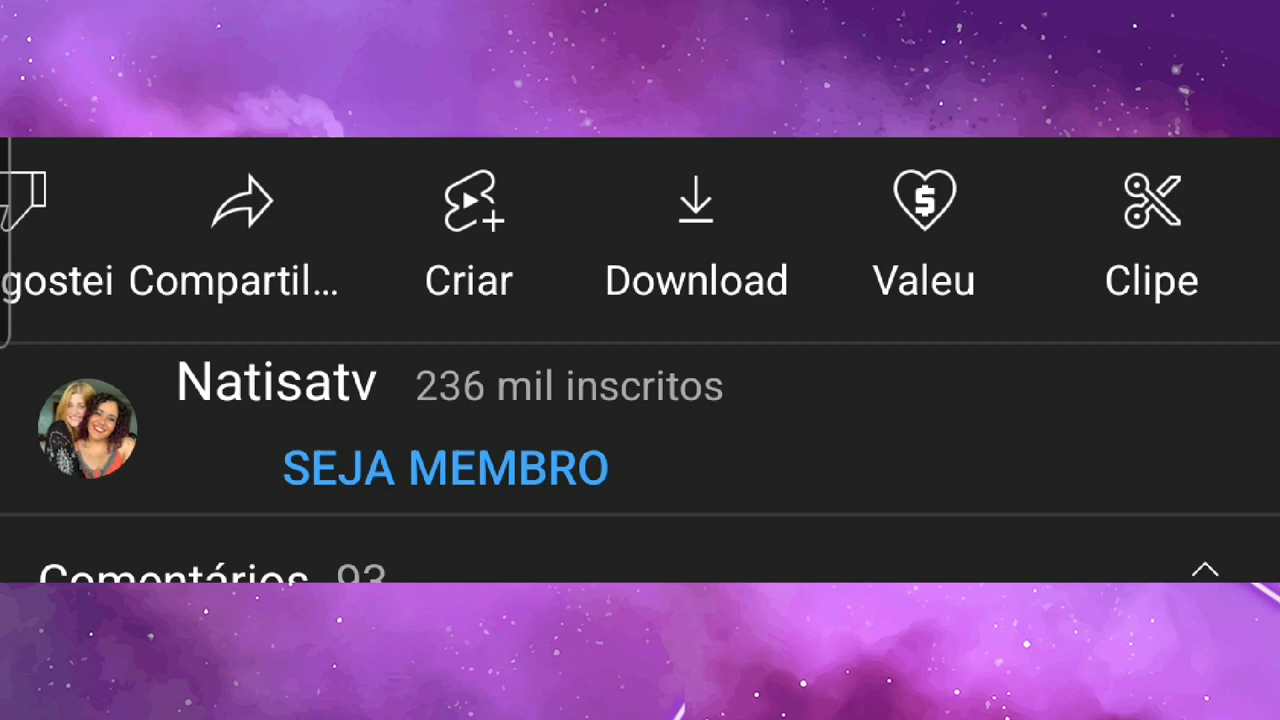 gostei Compartil... Criar Download Valeu Clipe
Natisatv 236 mil inscritos
SEJA MEMBRO
Comentários 93